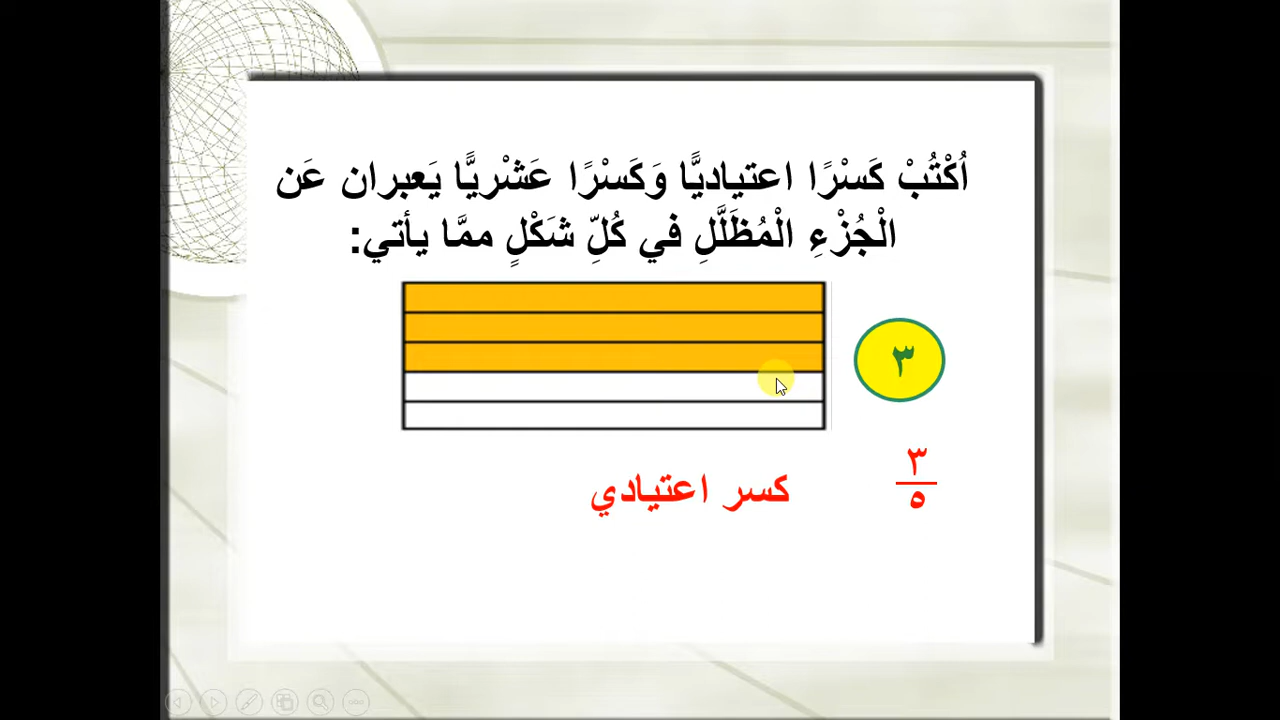 اُكْتُبْ كَسْرًا اعتياديًّا وَكَسْرًا عَشْريًّا يَعبران عَن
الْجُزْءِ الْمُظَلَّلِ في كُلِّ شَكْلٍ ممَّا يأتي:
٣
٣
٥
كسر اعتيادي